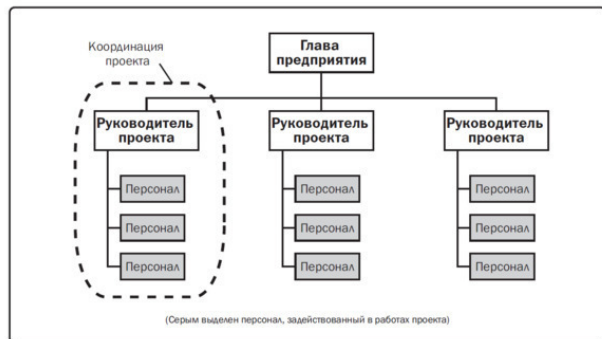 Координация
проекта
Глава
предприятия
Руководитель
проекта
Руководитель
проекта
Руководитель
проекта
Персонал
Персонал
Персонал
Персонал
Персонал
Персонал
Персонал
Персонал
Персонал
(Серым выделен персонал, задействованный в работах проекта)